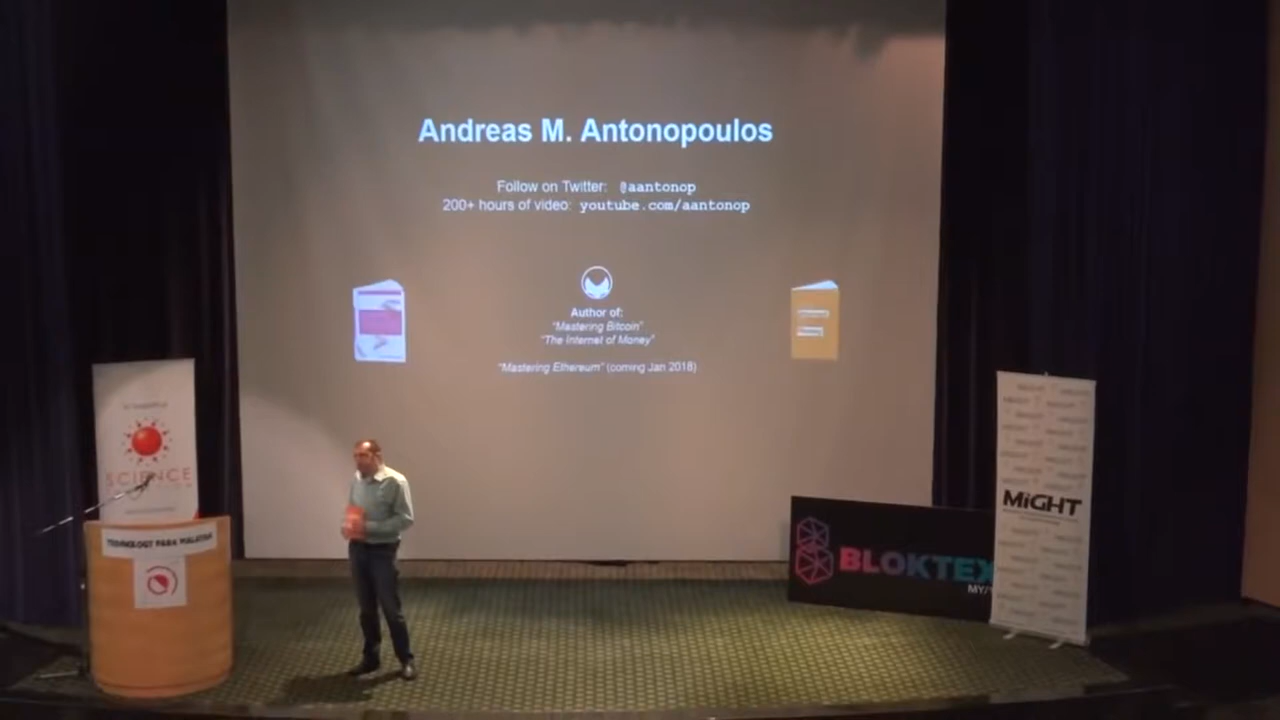 Andreas M. Antonopoulos
Follow on Twitter: @aantonop
200+ hours of video: youtube.com/aantonop
Author of:
"Mastering Bitcoin"
"The Internet of Money"
"Mastering Ethereum" (coming Jan 2018)
SCIENCE
TECHNOLOGY PARK MALAYSIA
BLOKTEX
MY/
MiGHT